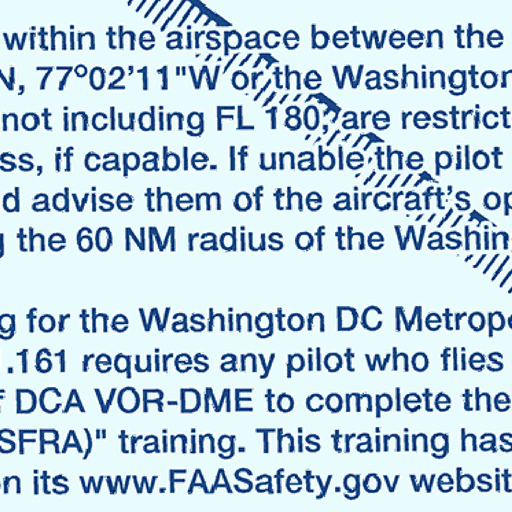 within the airspace between the
N, 77°02'11"W or the Washington
not including FL 180, are restrict
ss, if capable. If unable the pilot
d advise them of the aircraft's op
g the 60 NM radius of the Washin
g for the Washington DC Metrop
.161 requires any pilot who flies
f DCA VOR-DME to complete the
SFRA)" training. This training has
n its www.FAASafety.gov websit